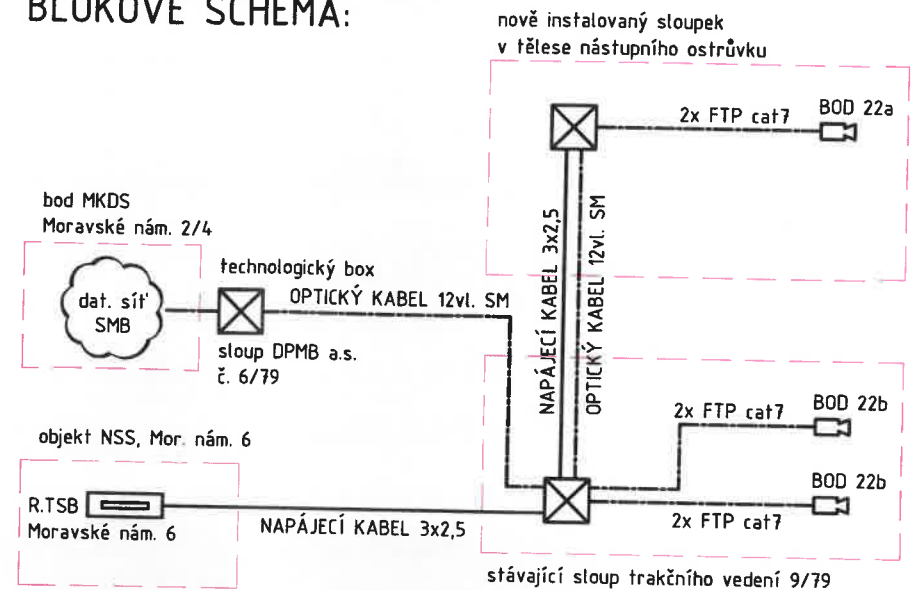 BLOKOVÉ SCHÉMA:
nově instalovaný sloupek
v tělese nástupního ostrůvku
2x FTP cat7
BOD 22a
NAPÁJECÍ KABEL 3x2,5
OPTICKÝ KABEL 12vl. SM
bod MKDS
Moravské nám. 2/4
dat. síť
SMB
technologický box
OPTICKÝ KABEL 12vl. SM
sloup DPMB a.s.
č. 6/79
2x FTP cat7
BOD 22b
BOD 22b
2x FTP cat7
objekt NSS, Mor. nám. 6
R.TSB
Moravské nám. 6
NAPÁJECÍ KABEL 3x2,5
stávající sloup trakčního vedení 9/79